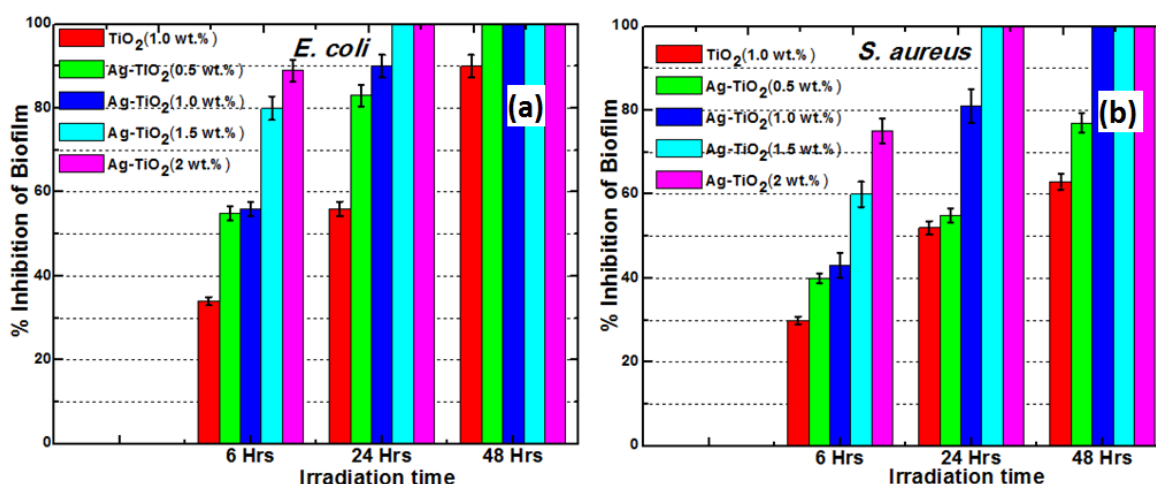 % Inhibition of Biofilm
100
80
60
40
20
0
TiO₂(1.0 wt.%)
Ag-TiO₂(0.5 wt.%)
Ag-TiO₂(1.0 wt.%)
Ag-TiO₂(1.5 wt.%)
Ag-TiO₂(2 wt.%)
E. coli
(a)
6 Hrs
24 Hrs
48 Hrs
Irradiation time
% Inhibition of Biofilm
100
80
60
40
20
0
TiO₂(1.0 wt.%)
Ag-TiO₂(0.5 wt.%)
Ag-TiO₂(1.0 wt.%)
Ag-TiO₂(1.5 wt.%)
Ag-TiO₂(2 wt.%)
S. aureus
(b)
6 Hrs
24 Hrs
48 Hrs
Irradiation time